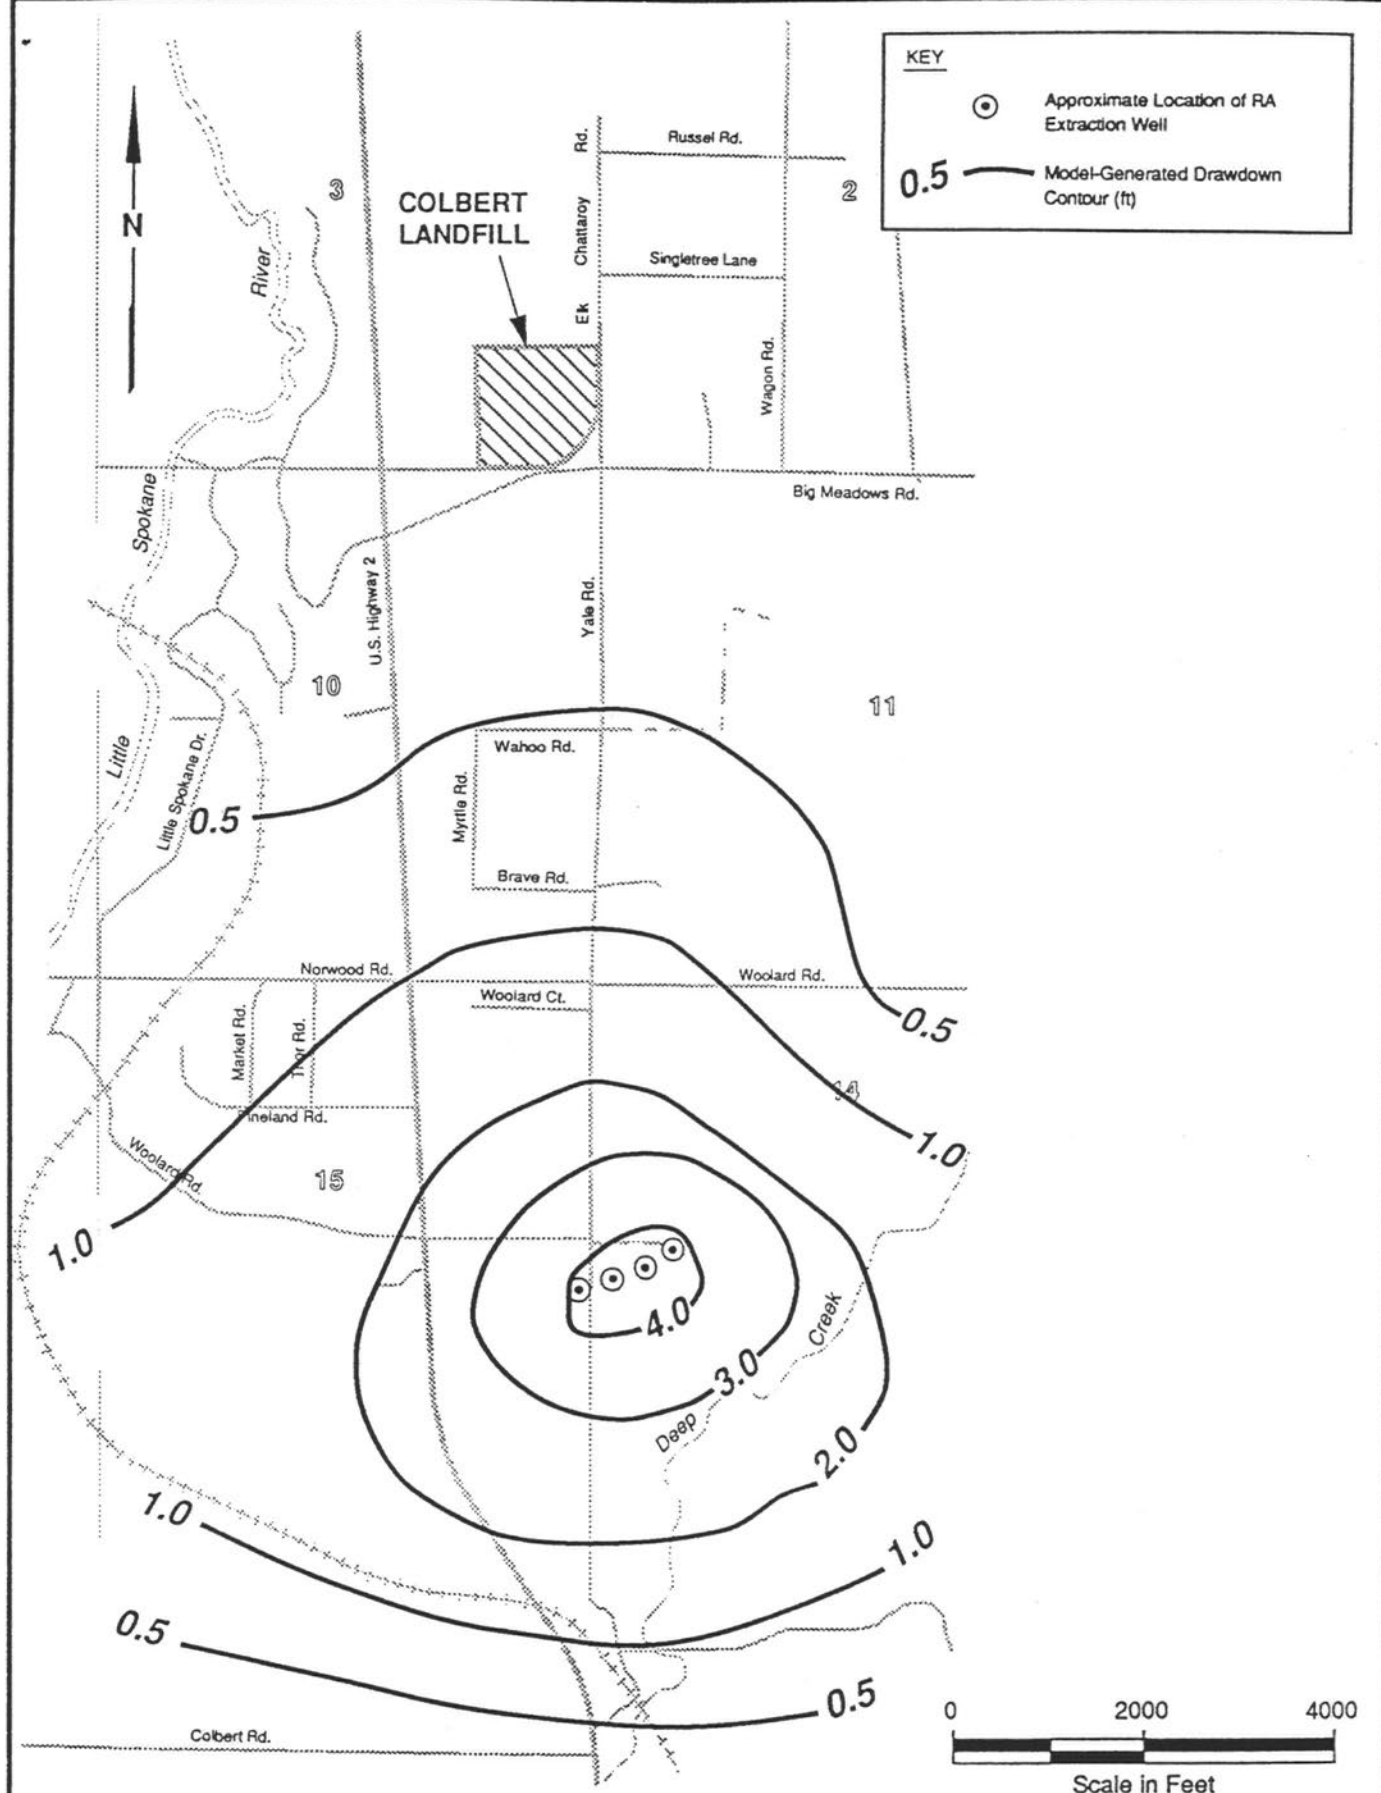 KEY
Approximate Location of RA
Extraction Well
0.5
Model-Generated Drawdown
Contour (ft)
N
COLBERT
LANDFILL
3
2
Russel Rd.
Elk Chattaroy Rd.
Singletree Lane
Wagon Rd.
Big Meadows Rd.
Little Spokane River
U.S. Highway 2
Yale Rd.
10
11
Wahoo Rd.
Myrtle Rd.
Little Spokane Dr.
0.5
Brave Rd.
Norwood Rd.
Woolard Rd.
Woolard Ct.
0.5
Market Rd.
Thor Rd.
14
Pineland Rd.
1.0
Woolard Rd.
15
1.0
4.0
Deep Creek
3.0
2.0
1.0
1.0
0.5
0.5
Colbert Rd.
0 2000 4000
Scale in Feet